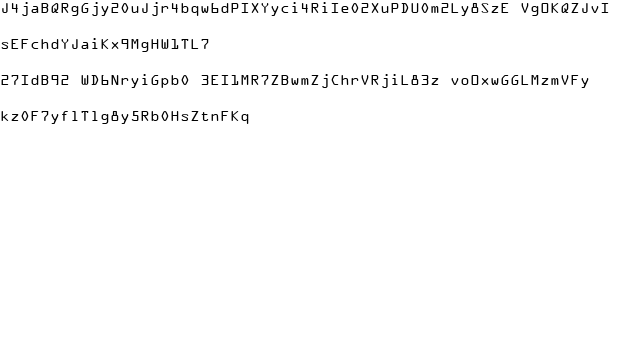 J4jaBQRgGjy20uJjr4bqw6dPIXYyci4RiIe02XuPDU0m2Ly8SzE VgOKQZJvI
sEFchdYJaiKx9MgHW1TL7
27IdB92 WD6NryiGpb0 3EI1MR7ZBwmZjChrVRjiL83z voOxwGGLMzmVFy
kz0F7yflTlg8y5Rb0HsZtnFKq